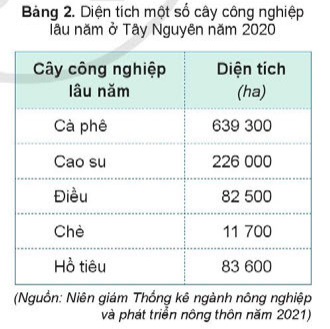 Bảng 2. Diện tích một số cây công nghiệp
lâu năm ở Tây Nguyên năm 2020
Cây công nghiệp
lâu năm
Diện tích
(ha)
Cà phê 639 300
Cao su 226 000
Điều 82 500
Chè 11 700
Hồ tiêu 83 600
(Nguồn: Niên giám Thống kê ngành nông nghiệp
và phát triển nông thôn năm 2021)